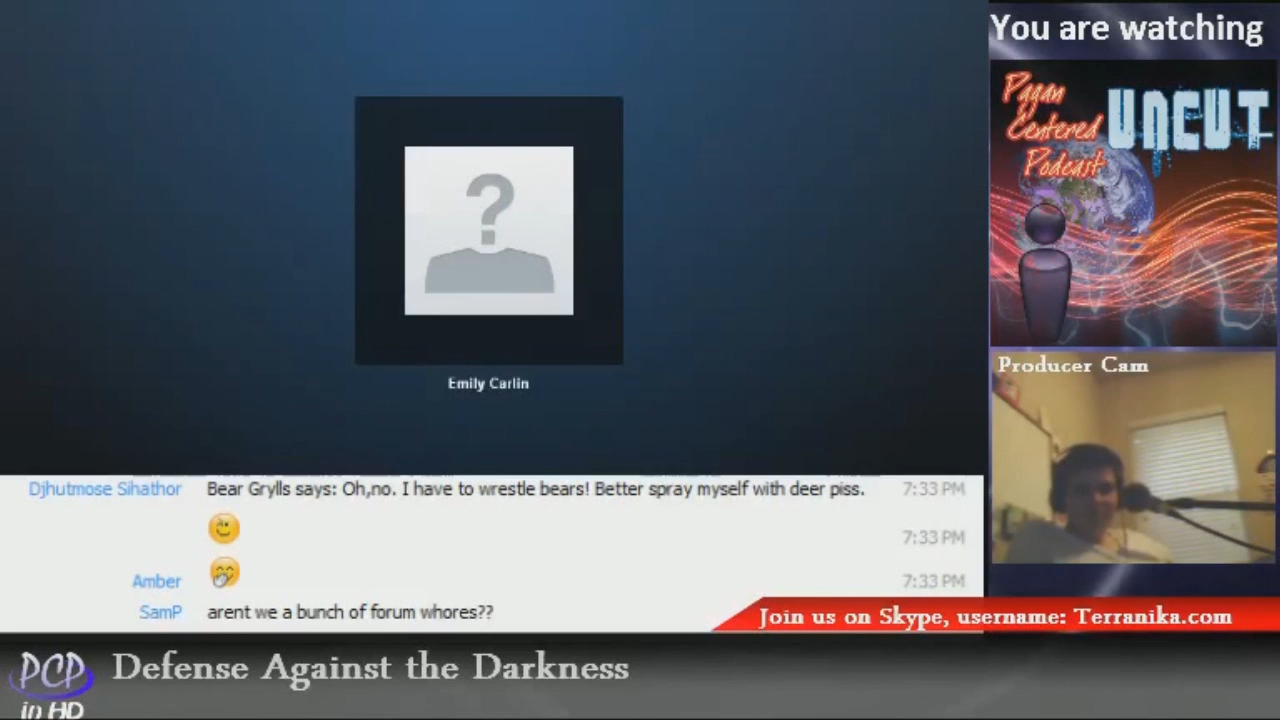 You are watching
Pagan
Centered
Podcast
UNCUT
?
Emily Carlin
Producer Cam
Djhutmose Sihathor Bear Grylls says: Oh,no. I have to wrestle bears! Better spray myself with deer piss. 7:33 PM
7:33 PM
Amber 7:33 PM
SamP arent we a bunch of forum whores??
Join us on Skype, username: Terranika.com
PCP Defense Against the Darkness
in HD